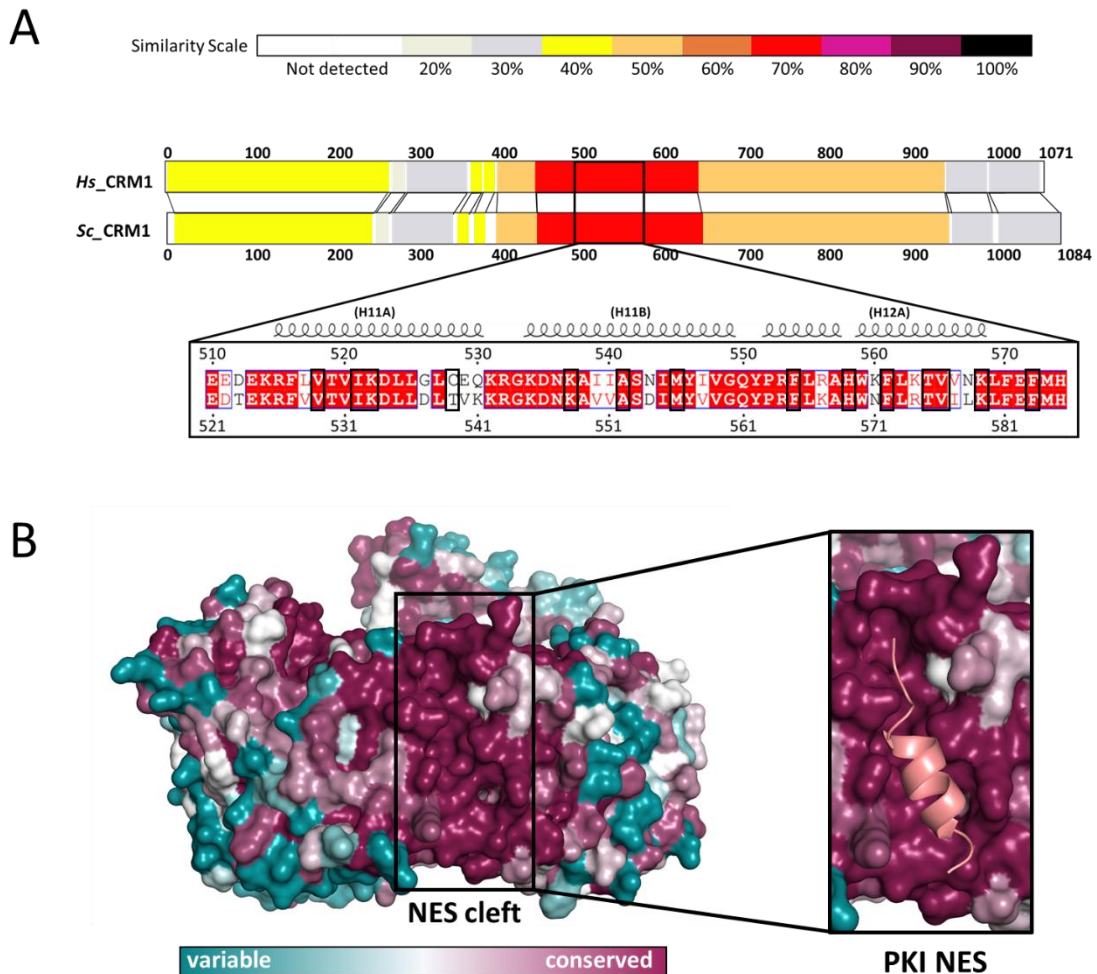 A
Similarity Scale
Not detected 20% 30% 40% 50% 60% 70% 80% 90% 100%
0 100 200 300 400 500 600 700 800 900 1000 1071
Hs_CRM1
Sc_CRM1
0 100 200 300 400 500 600 700 800 900 1000 1084
(H11A) (H11B) (H12A)
510 520 530 540 550 560 570
EEDEKRFLVTVIKDLLGLCEQKRGKDNKAIIASNIMYIVGQYPRFLRAHWKFLKTVVNKLFEFMH
EDTEKRFVVTVIKDLLDLTVKKRGKDNKAVVASDIMYVVGQYPRFLKAHWNFLRTVILKLFEFMH
521 531 541 551 561 571 581
B
NES cleft
variable conserved
PKI NES